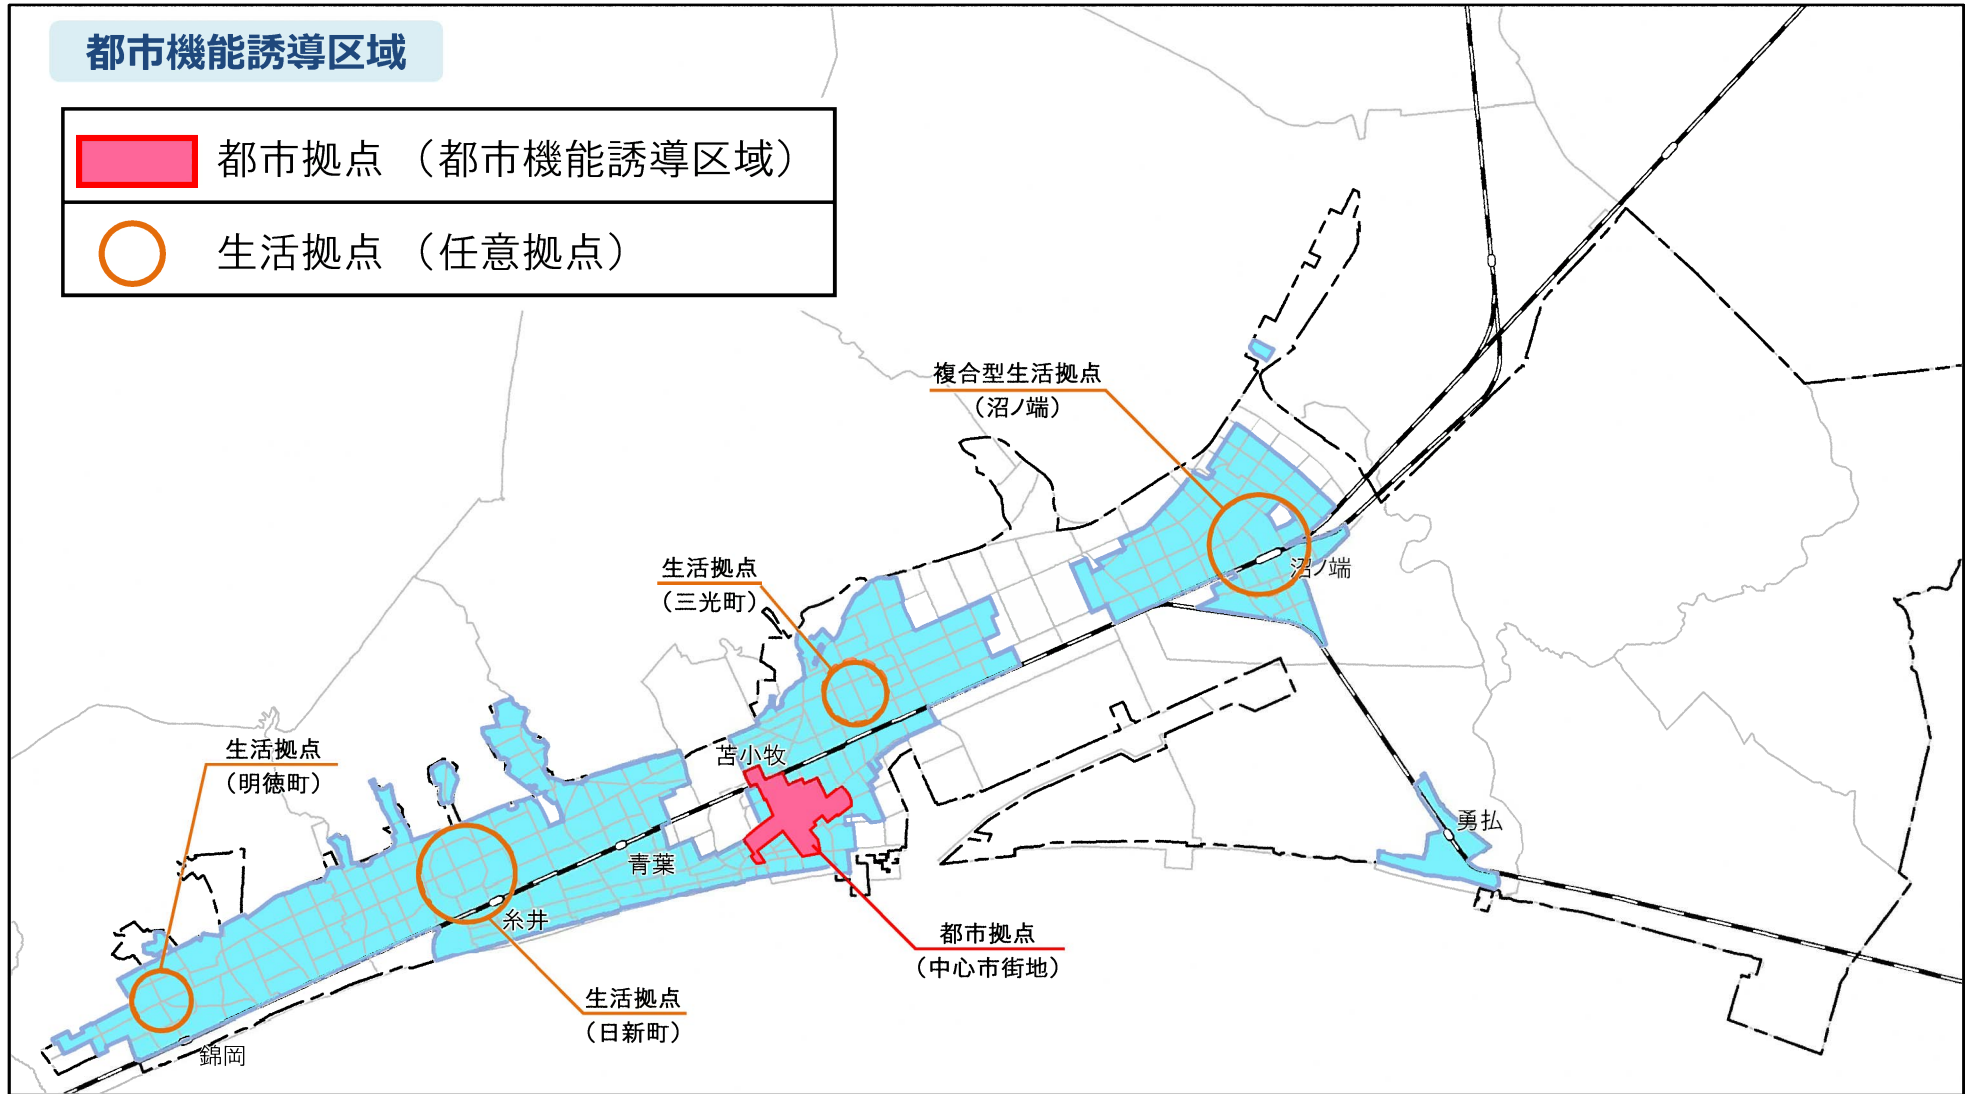 都市機能誘導区域
都市拠点（都市機能誘導区域）
生活拠点（任意拠点）
複合型生活拠点
（沼ノ端）
沼ノ端
生活拠点
（三光町）
苫小牧
生活拠点
（明徳町）
勇払
青葉
糸井
都市拠点
（中心市街地）
生活拠点
（日新町）
錦岡